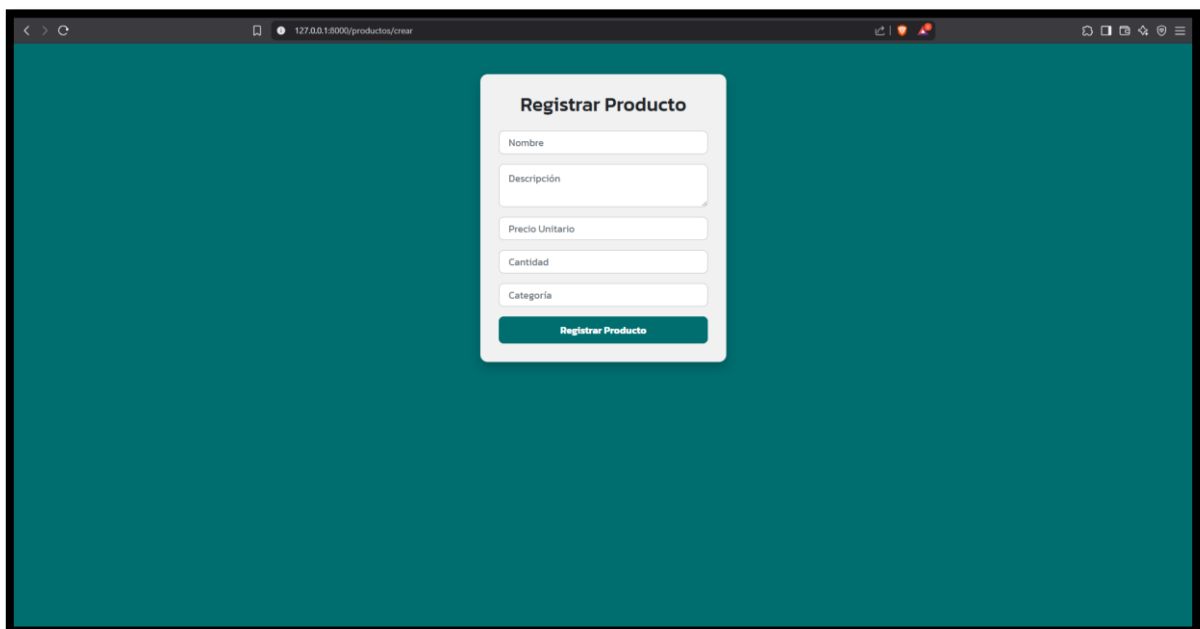 127.0.0.1:8000/productos/crear
Registrar Producto
Nombre
Descripción
Precio Unitario
Cantidad
Categoría
Registrar Producto